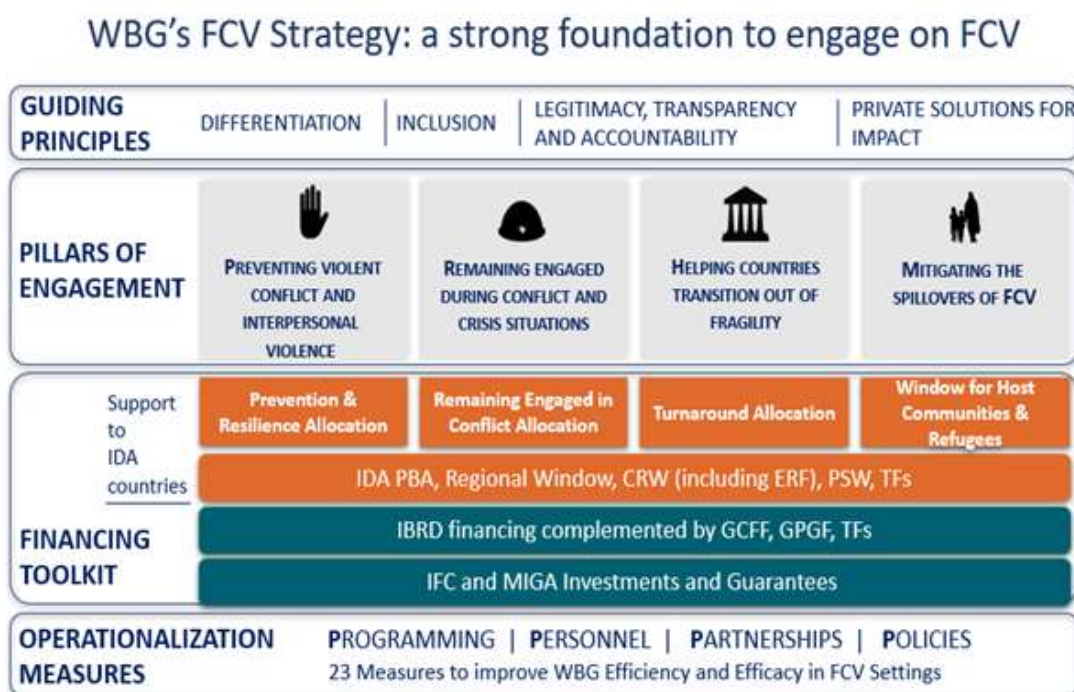 WBG's FCV Strategy: a strong foundation to engage on FCV
GUIDING
PRINCIPLES
DIFFERENTIATION
INCLUSION
LEGITIMACY, TRANSPARENCY
AND ACCOUNTABILITY
PRIVATE SOLUTIONS FOR
IMPACT
PILLARS OF
ENGAGEMENT
PREVENTING VIOLENT
CONFLICT AND
INTERPERSONAL
VIOLENCE
REMAINING ENGAGED
DURING CONFLICT AND
CRISIS SITUATIONS
HELPING COUNTRIES
TRANSITION OUT OF
FRAGILITY
MITIGATING THE
SPILLOVERS OF FCV
Support
to
IDA
countries
FINANCING
TOOLKIT
Prevention &
Resilience Allocation
Remaining Engaged in
Conflict Allocation
Turnaround Allocation
Window for Host
Communities &
Refugees
IDA PBA, Regional Window, CRW (including ERF), PSW, TFs
IBRD financing complemented by GCFF, GPGF, TFs
IFC and MIGA Investments and Guarantees
OPERATIONALIZATION
MEASURES
PROGRAMMING | PERSONNEL | PARTNERSHIPS | POLICIES
23 Measures to improve WBG Efficiency and Efficacy in FCV Settings